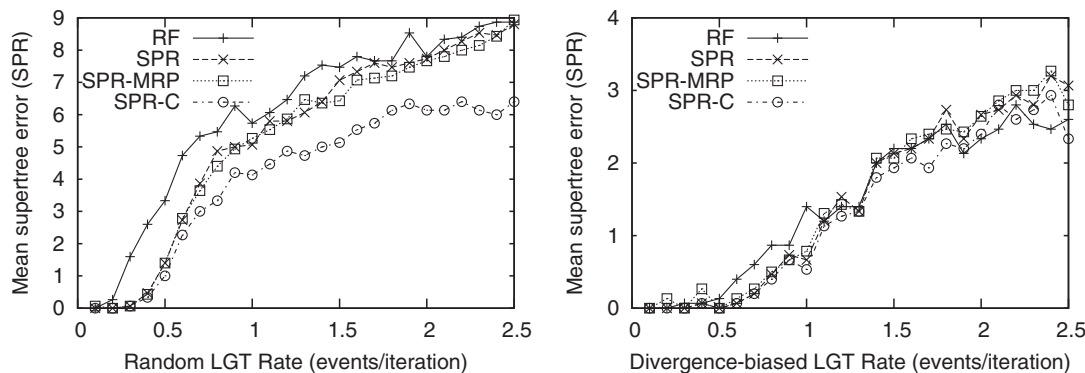 Mean supertree error (SPR)
9
8
7
6
5
4
3
2
1
0
0 0.5 1 1.5 2 2.5
Random LGT Rate (events/iteration)
RF
SPR
SPR-MRP
SPR-C
Mean supertree error (SPR)
4
3
2
1
0
0 0.5 1 1.5 2 2.5
Divergence-biased LGT Rate (events/iteration)
RF
SPR
SPR-MRP
SPR-C